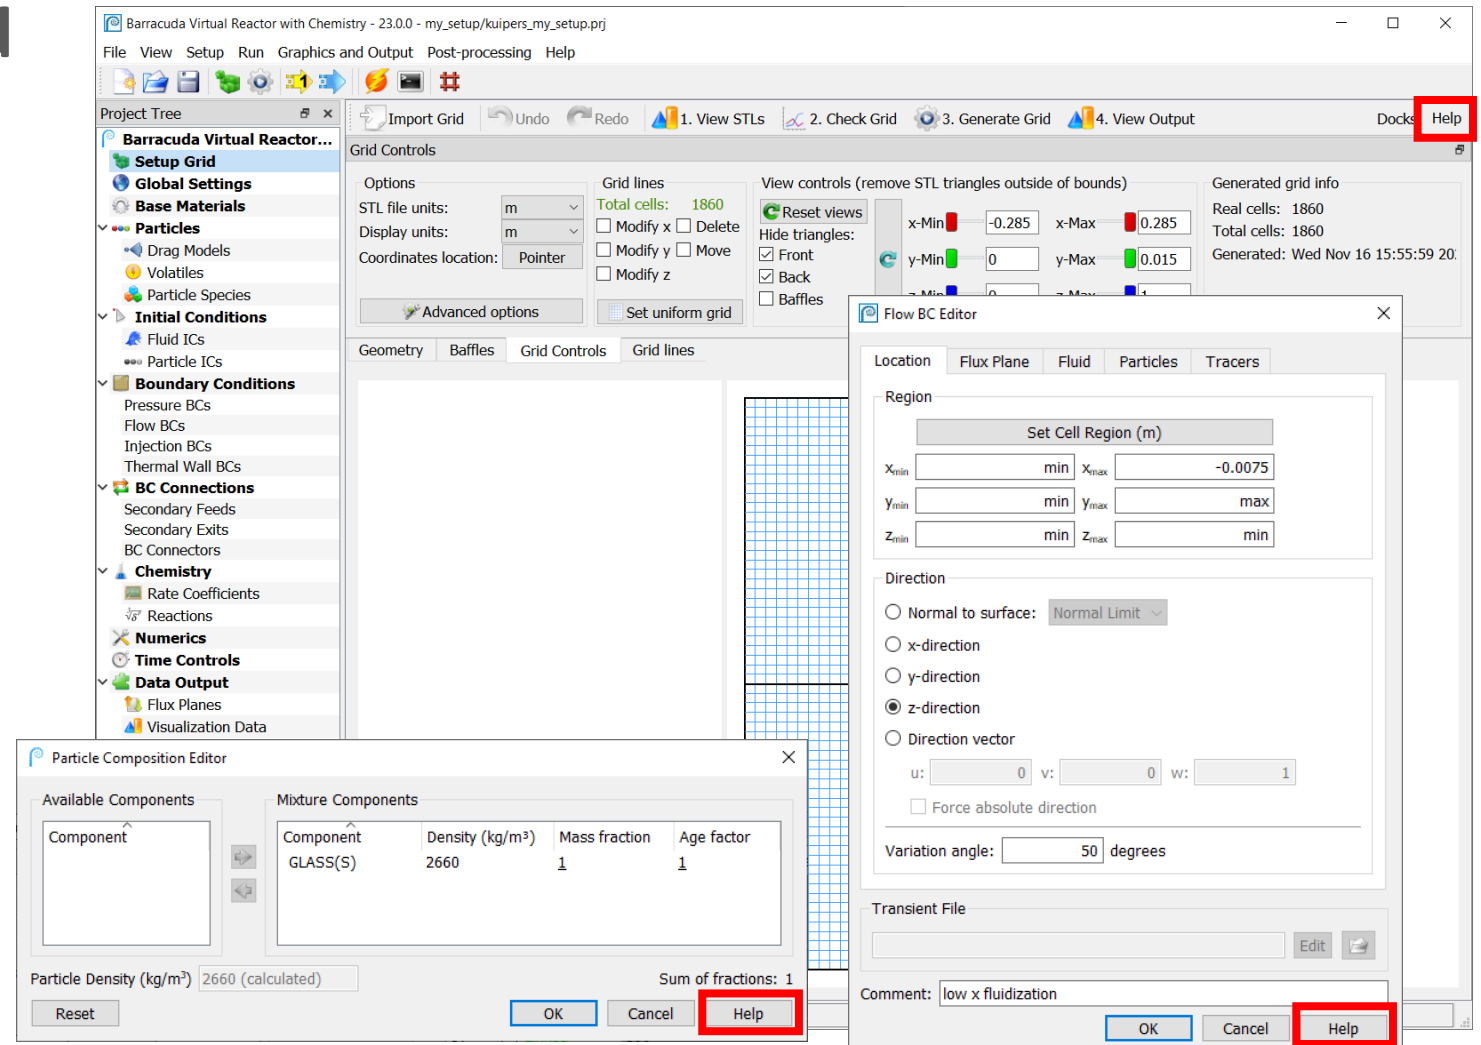 Barracuda Virtual Reactor with Chemistry - 23.0.0 - my_setup/kuipers_my_setup.prj
File View Setup Run Graphics and Output Post-processing Help
Project Tree
Import Grid Undo Redo 1. View STLs 2. Check Grid 3. Generate Grid 4. View Output Docks Help
Barracuda Virtual Reactor...
Setup Grid
Global Settings
Base Materials
Particles
Drag Models
Volatiles
Particle Species
Initial Conditions
Fluid ICs
Particle ICs
Boundary Conditions
Pressure BCs
Flow BCs
Injection BCs
Thermal Wall BCs
BC Connections
Secondary Feeds
Secondary Exits
BC Connectors
Chemistry
Rate Coefficients
Reactions
Numerics
Time Controls
Data Output
Flux Planes
Visualization Data
Grid Controls
Options
STL file units: m
Display units: m
Coordinates location: Pointer
Advanced options
Grid lines
Total cells: 1860
Modify x Delete
Modify y Move
Modify z
Set uniform grid
View controls (remove STL triangles outside of bounds)
Reset views
Hide triangles:
Front
Back
Baffles
x-Min -0.285 x-Max 0.285
y-Min 0 y-Max 0.015
z-Min 0 z-Max 1
Generated grid info
Real cells: 1860
Total cells: 1860
Generated: Wed Nov 16 15:55:59 20
Geometry Baffles Grid Controls Grid lines
Flow BC Editor
Location Flux Plane Fluid Particles Tracers
Region
Set Cell Region (m)
xmin min xmax -0.0075
ymin min ymax max
zmin min zmax min
Direction
Normal to surface: Normal Limit
x-direction
y-direction
z-direction
Direction vector
u: 0 v: 0 w: 1
Force absolute direction
Variation angle: 50 degrees
Transient File
Edit
Comment: low x fluidization
OK Cancel Help
Particle Composition Editor
Available Components
Component
Mixture Components
Component Density (kg/m³) Mass fraction Age factor
GLASS(S) 2660 1 1
Particle Density (kg/m³) 2660 (calculated) Sum of fractions: 1
Reset OK Cancel Help